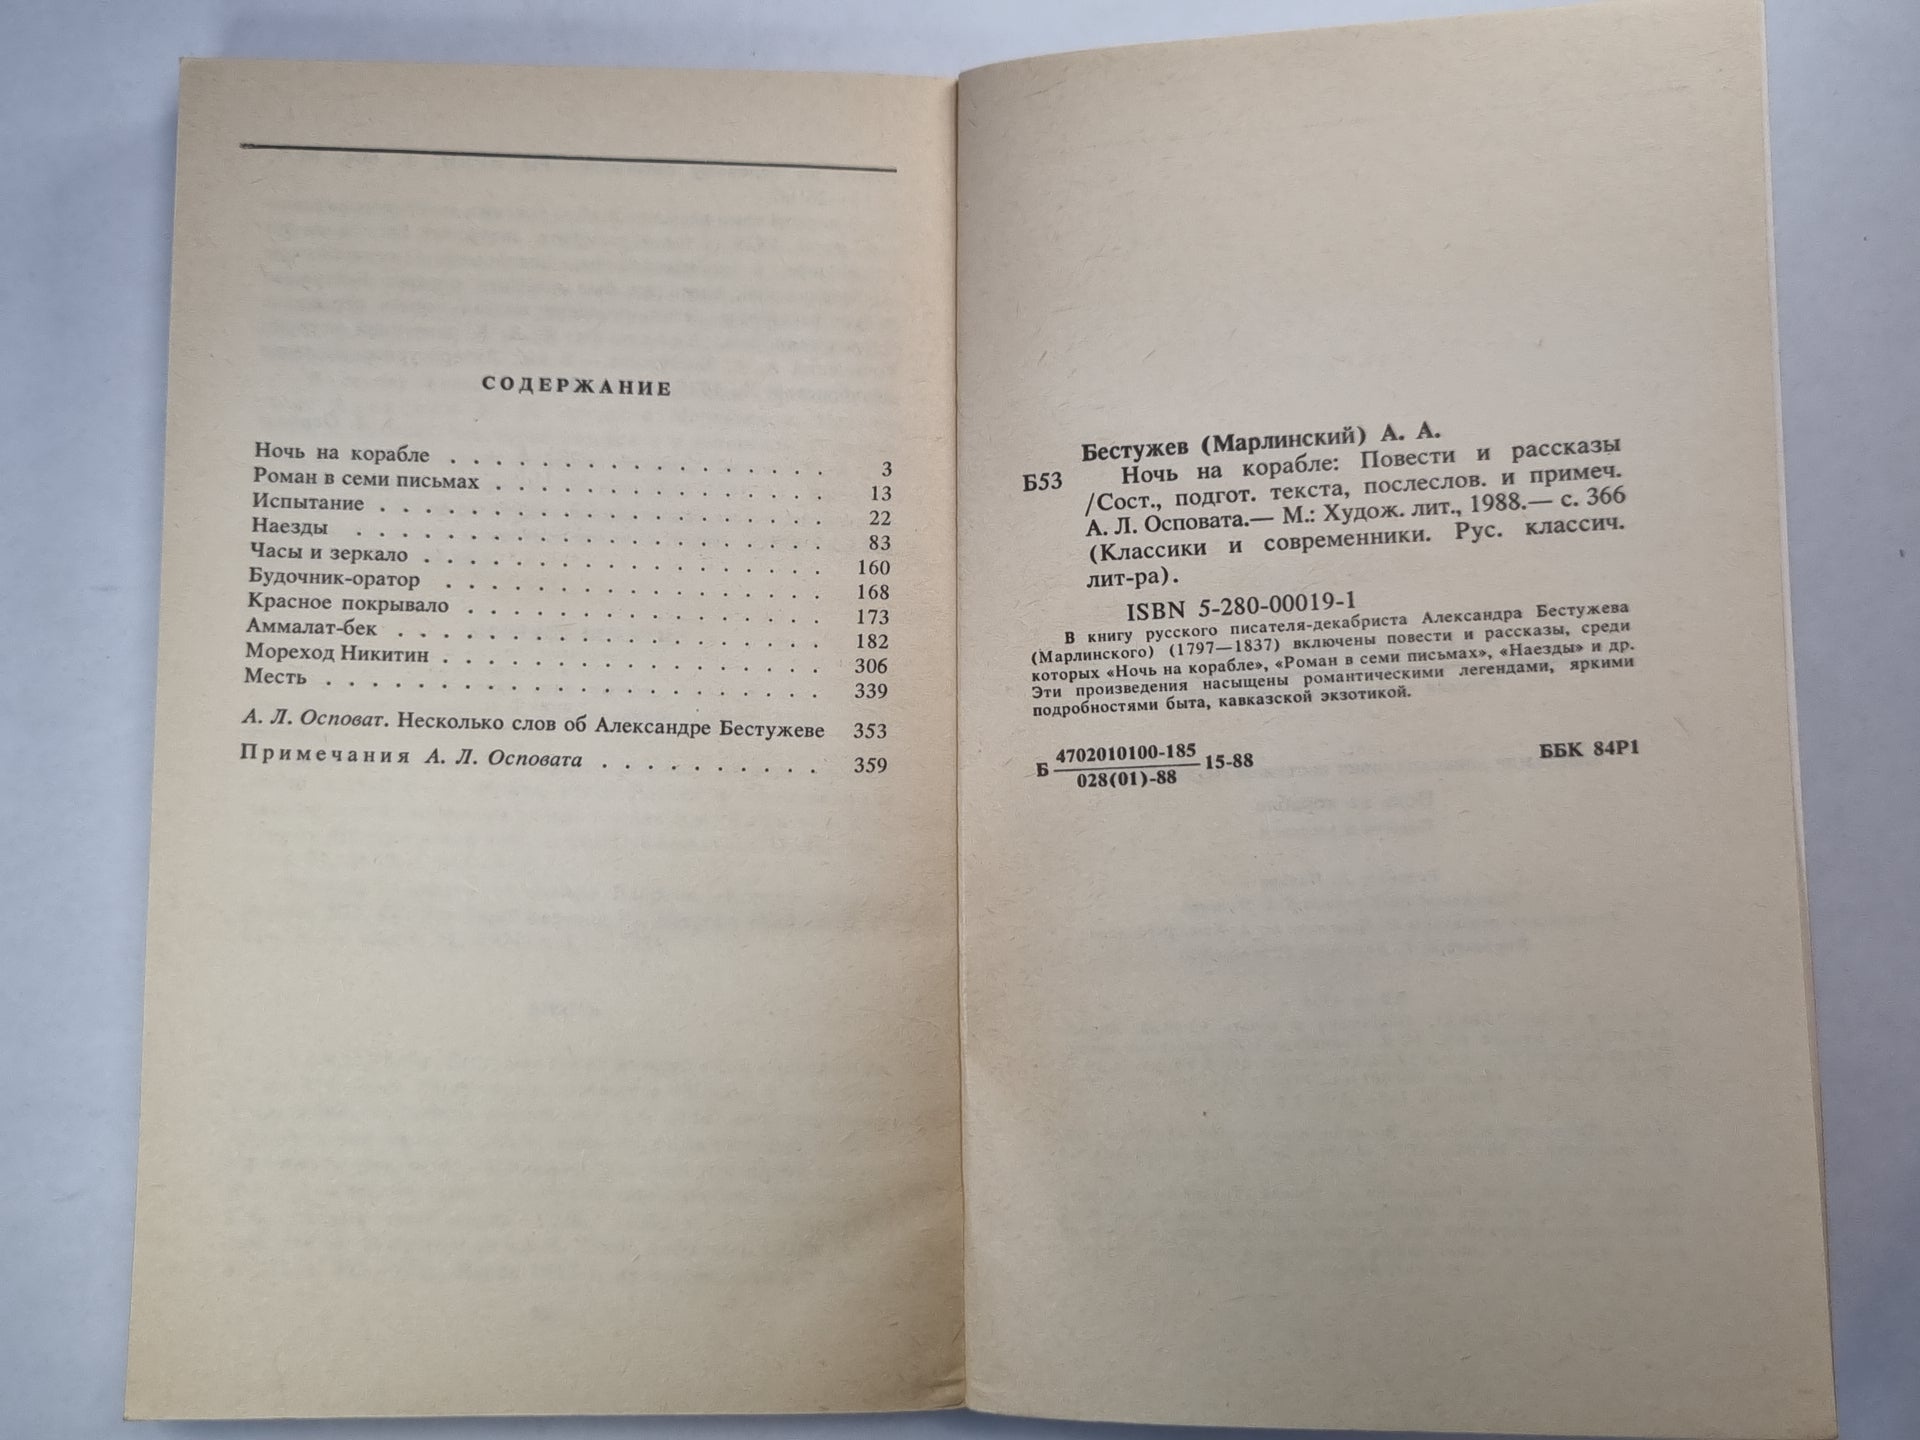 СОДЕРЖАНИЕ
Ночь на корабле . . . . . . . . . . . . . . . . . 3
Роман в семи письмах . . . . . . . . . . . . . . . 13
Испытание . . . . . . . . . . . . . . . . . . . . 22
Наезды . . . . . . . . . . . . . . . . . . . . . 83
Часы и зеркало . . . . . . . . . . . . . . . . . . 160
Будочник-оратор . . . . . . . . . . . . . . . . . 168
Красное покрывало . . . . . . . . . . . . . . . . 173
Аммалат-бек . . . . . . . . . . . . . . . . . . . 182
Мореход Никитин . . . . . . . . . . . . . . . . . 306
Месть . . . . . . . . . . . . . . . . . . . . . . 339
А. Л. Осповат. Несколько слов об Александре Бестужеве 353
Примечания А. Л. Осповата . . . . . . . . . . 359
Бестужев (Марлинский) А. А.
Б53 Ночь на корабле: Повести и рассказы
/Сост., подгот. текста, послеслов. и примеч.
А. Л. Осповата.— М.: Худож. лит., 1988.— с. 366
(Классики и современники. Рус. классич.
лит-ра).
ISBN 5-280-00019-1
В книгу русского писателя-декабриста Александра Бестужева
(Марлинского) (1797—1837) включены повести и рассказы, среди
которых «Ночь на корабле», «Роман в семи письмах», «Наезды» и др.
Эти произведения насыщены романтическими легендами, яркими
подробностями быта, кавказской экзотикой.
Б 4702010100-185 15-88 ББК 84Р1
028(01)-88